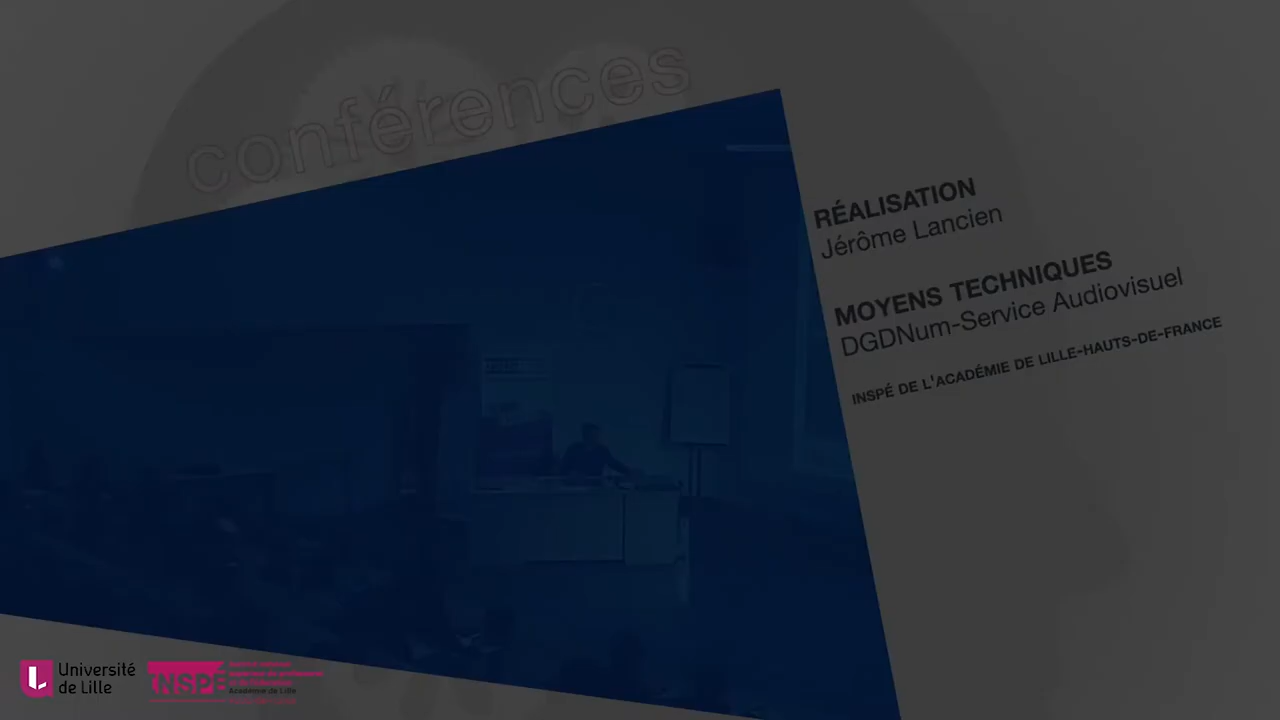 conférences
RÉALISATION
Jérôme Lancien
MOYENS TECHNIQUES
DGDNum-Service Audiovisuel
INSPÉ DE L'ACADÉMIE DE LILLE-HAUTS-DE-FRANCE
Université
de Lille
INSPÉ
Académie de Lille